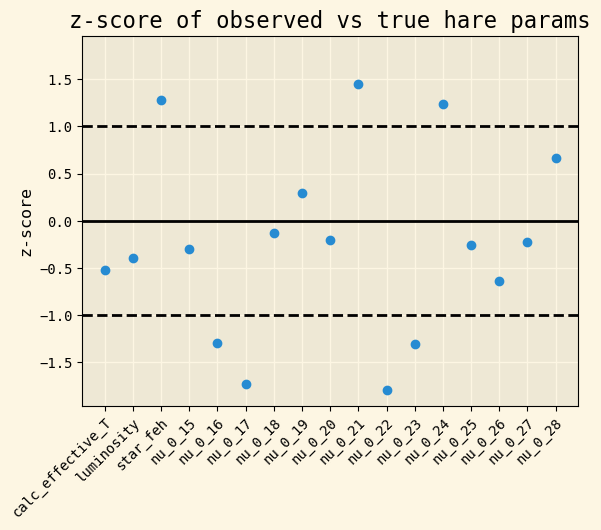 z-score of observed vs true hare params
z-score
1.5
1.0
0.5
0.0
−0.5
−1.0
−1.5
calc_effective_T
luminosity
star_feh
nu_0_15
nu_0_16
nu_0_17
nu_0_18
nu_0_19
nu_0_20
nu_0_21
nu_0_22
nu_0_23
nu_0_24
nu_0_25
nu_0_26
nu_0_27
nu_0_28